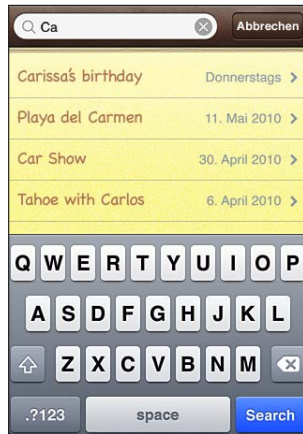 Ca
Abbrechen
Carissa's birthday Donnerstags
Playa del Carmen 11. Mai 2010
Car Show 30. April 2010
Tahoe with Carlos 6. April 2010
Q W E R T Y U I O P
A S D F G H J K L
Z X C V B N M
.?123 space Search